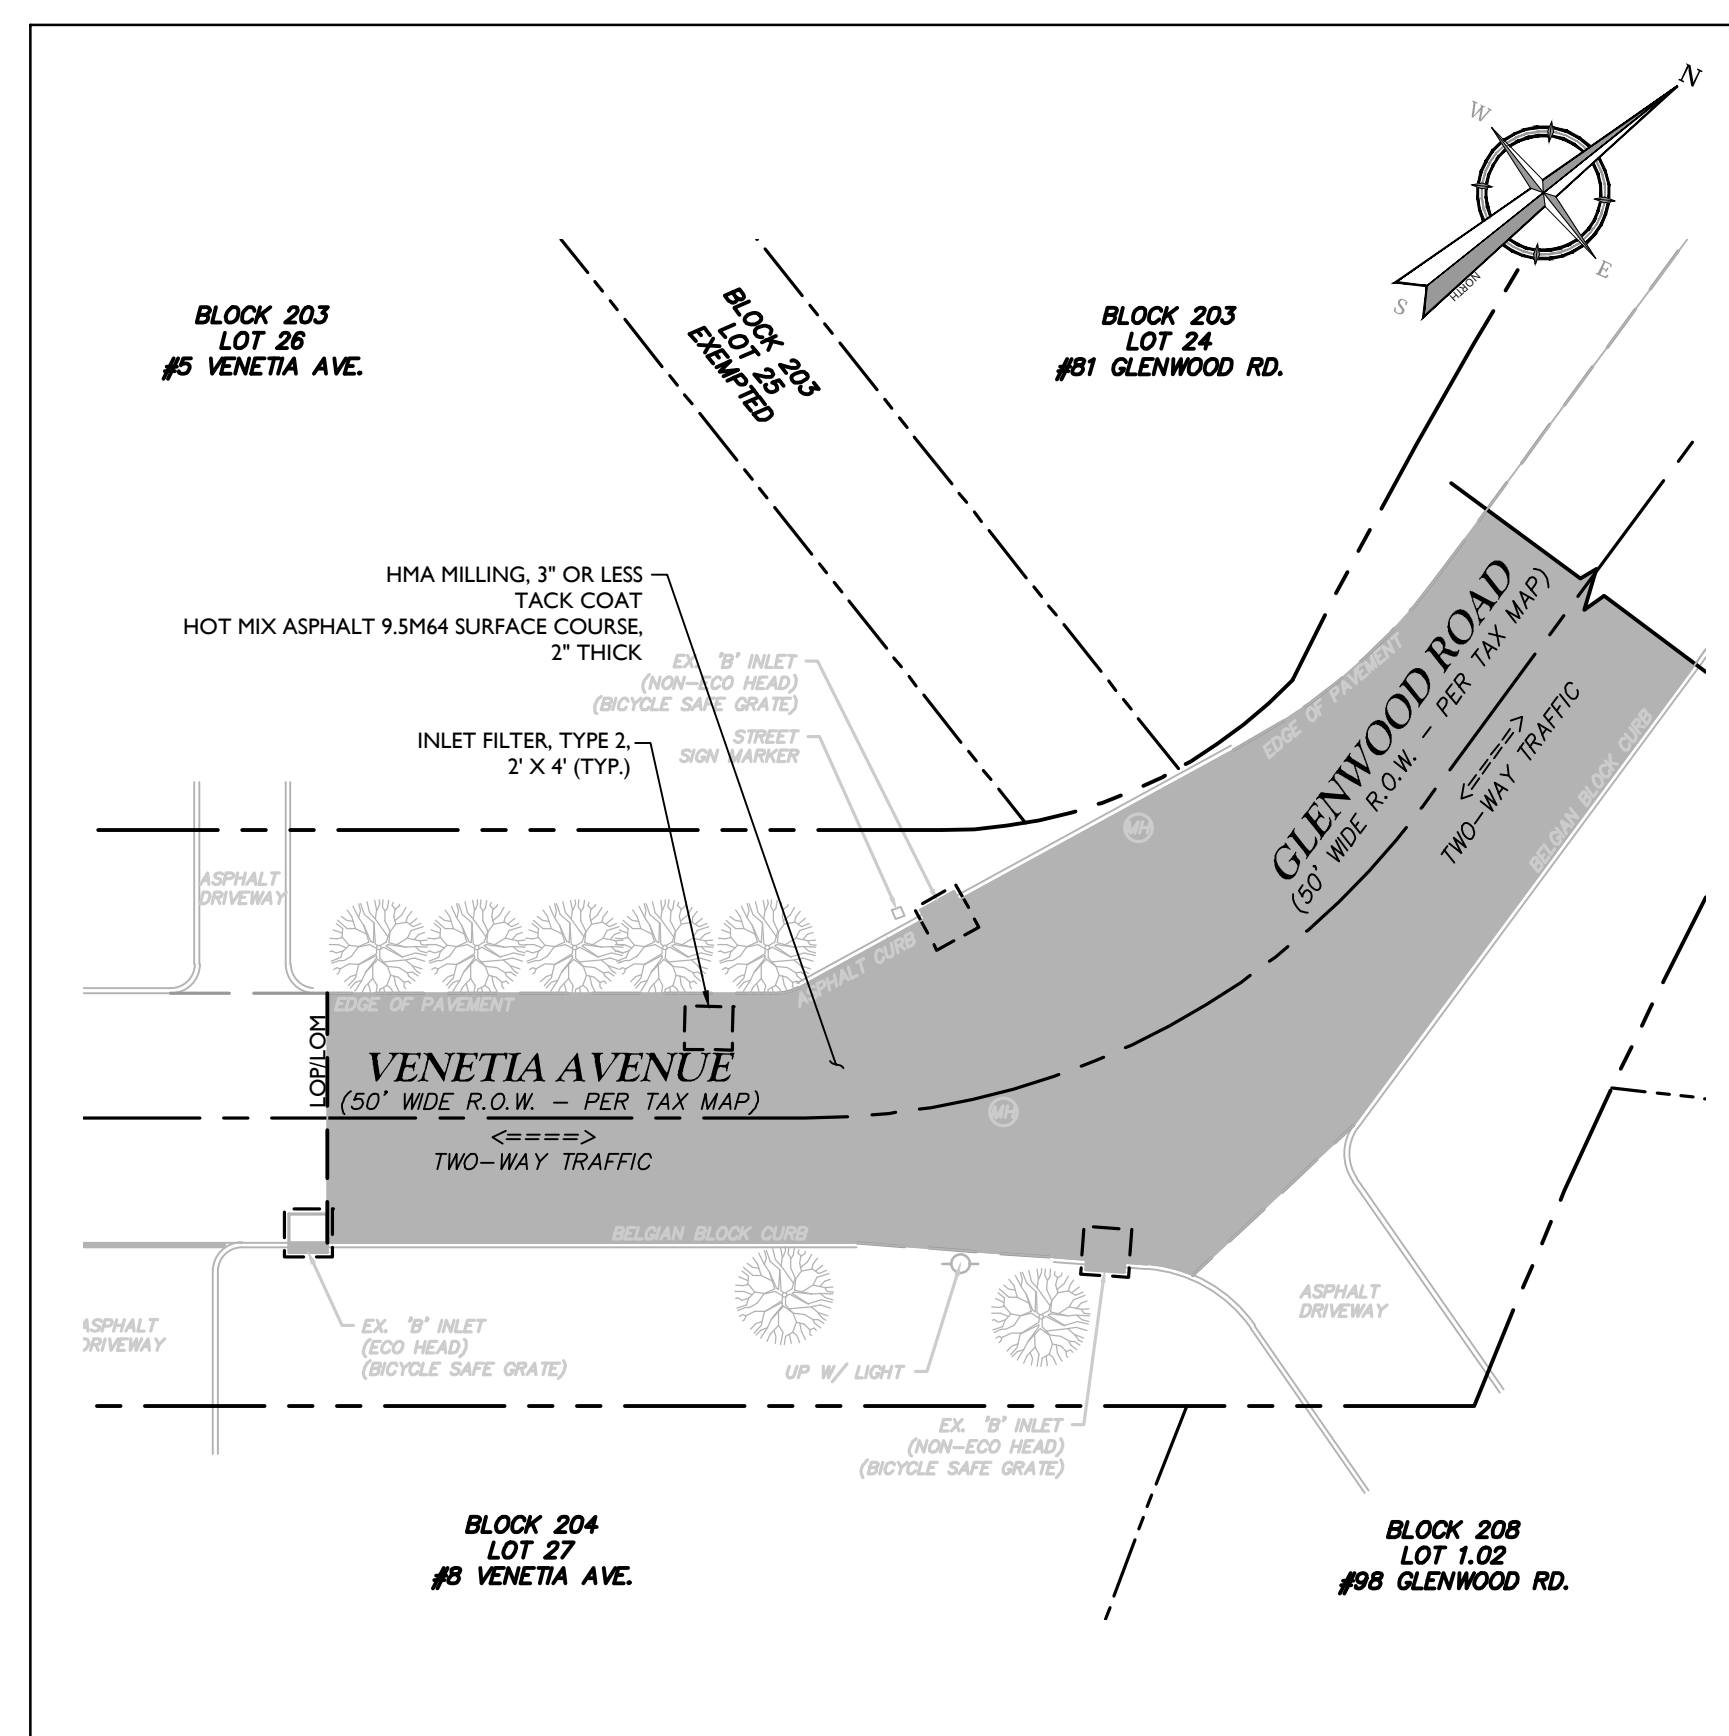 N
W
E
S
NORTH
BLOCK 203
LOT 26
#5 VENETIA AVE.
BLOCK 203
LOT 25
EXEMPTED
BLOCK 203
LOT 24
#81 GLENWOOD RD.
HMA MILLING, 3" OR LESS
TACK COAT
HOT MIX ASPHALT 9.5M64 SURFACE COURSE,
2" THICK
EX. 'B' INLET
(NON-ECO HEAD)
(BICYCLE SAFE GRATE)
STREET
SIGN MARKER
INLET FILTER, TYPE 2,
2' X 4' (TYP.)
GLENWOOD ROAD
(50' WIDE R.O.W. - PER TAX MAP)
<====>
TWO-WAY TRAFFIC
EDGE OF PAVEMENT
BELGIAN BLOCK CURB
MH
ASPHALT
DRIVEWAY
ASPHALT CURB
EDGE OF PAVEMENT
LOP/LOM
VENETIA AVENUE
(50' WIDE R.O.W. - PER TAX MAP)
<====>
TWO-WAY TRAFFIC
MH
BELGIAN BLOCK CURB
ASPHALT
DRIVEWAY
EX. 'B' INLET
(ECO HEAD)
(BICYCLE SAFE GRATE)
UP W/ LIGHT
ASPHALT
DRIVEWAY
EX. 'B' INLET
(NON-ECO HEAD)
(BICYCLE SAFE GRATE)
BLOCK 204
LOT 27
#8 VENETIA AVE.
BLOCK 208
LOT 1.02
#98 GLENWOOD RD.